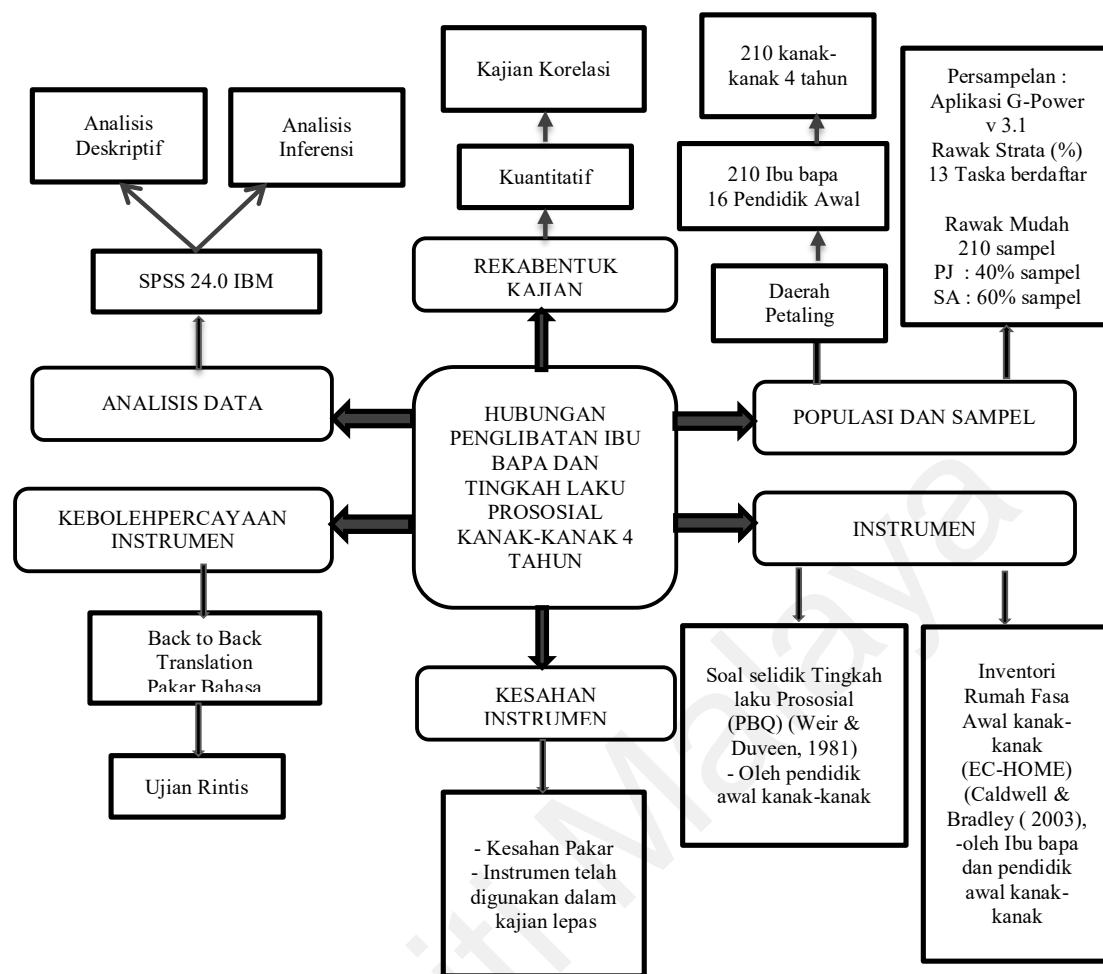 Kajian Korelasi
210 kanak-
kanak 4 tahun
Persampelan :
Aplikasi G-Power
v 3.1
Rawak Strata (%)
13 Taska berdaftar
Rawak Mudah
210 sampel
PJ : 40% sampel
SA : 60% sampel
Analisis
Deskriptif
Analisis
Inferensi
Kuantitatif
210 Ibu bapa
16 Pendidik Awal
SPSS 24.0 IBM
REKABENTUK
KAJIAN
Daerah
Petaling
ANALISIS DATA
HUBUNGAN
PENGLIBATAN IBU
BAPA DAN
TINGKAH LAKU
PROSOSIAL
KANAK-KANAK 4
TAHUN
POPULASI DAN SAMPEL
KEBOLEHPERCAYAAN
INSTRUMEN
INSTRUMEN
Back to Back
Translation
Pakar Bahasa
Ujian Rintis
KESAHAN
INSTRUMEN
- Kesahan Pakar
- Instrumen telah
digunakan dalam
kajian lepas
Soal selidik Tingkah
laku Prososial
(PBQ) (Weir &
Duveen, 1981)
- Oleh pendidik
awal kanak-kanak
Inventori
Rumah Fasa
Awal kanak-
kanak
(EC-HOME)
(Caldwell &
Bradley ( 2003),
-oleh Ibu bapa
dan pendidik
awal kanak-
kanak
Malaya